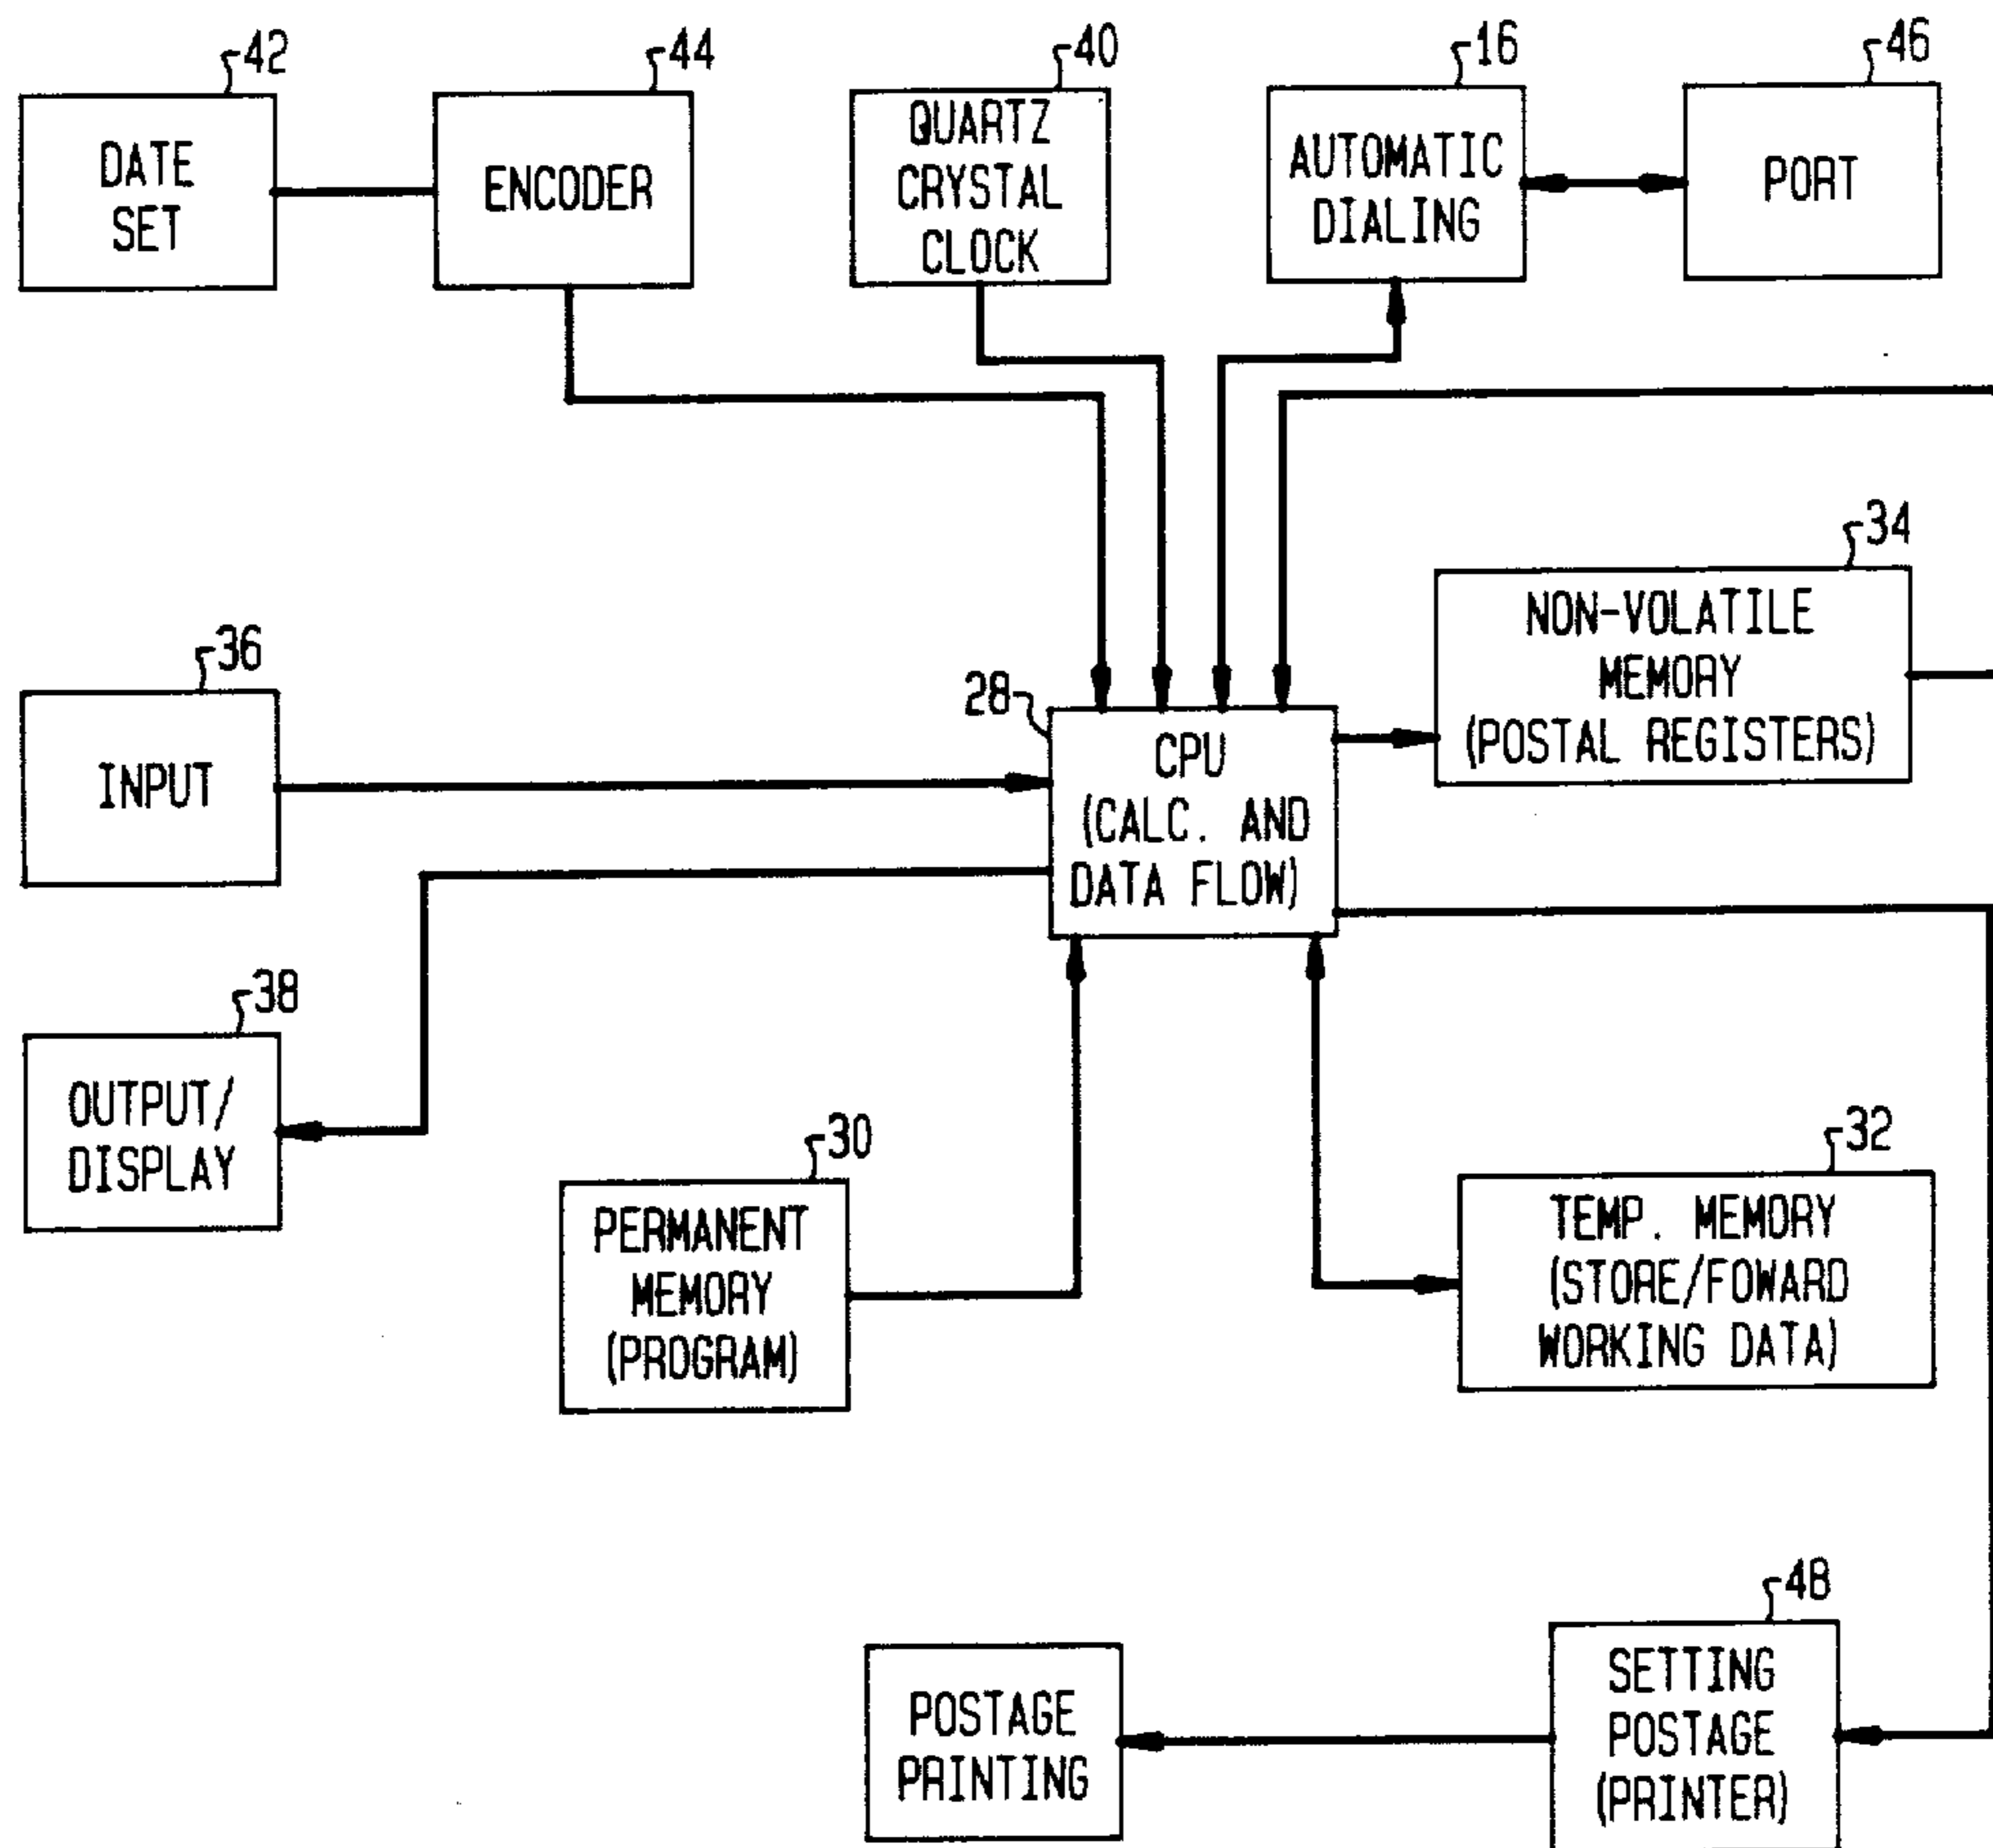 42
DATE
SET
44
ENCODER
40
QUARTZ
CRYSTAL
CLOCK
16
AUTOMATIC
DIALING
46
PORT
34
NON-VOLATILE
MEMORY
(POSTAL REGISTERS)
36
INPUT
28
CPU
(CALC. AND
DATA FLOW)
38
OUTPUT/
DISPLAY
30
PERMANENT
MEMORY
(PROGRAM)
32
TEMP. MEMORY
(STORE/FOWARD
WORKING DATA)
POSTAGE
PRINTING
48
SETTING
POSTAGE
(PRINTER)